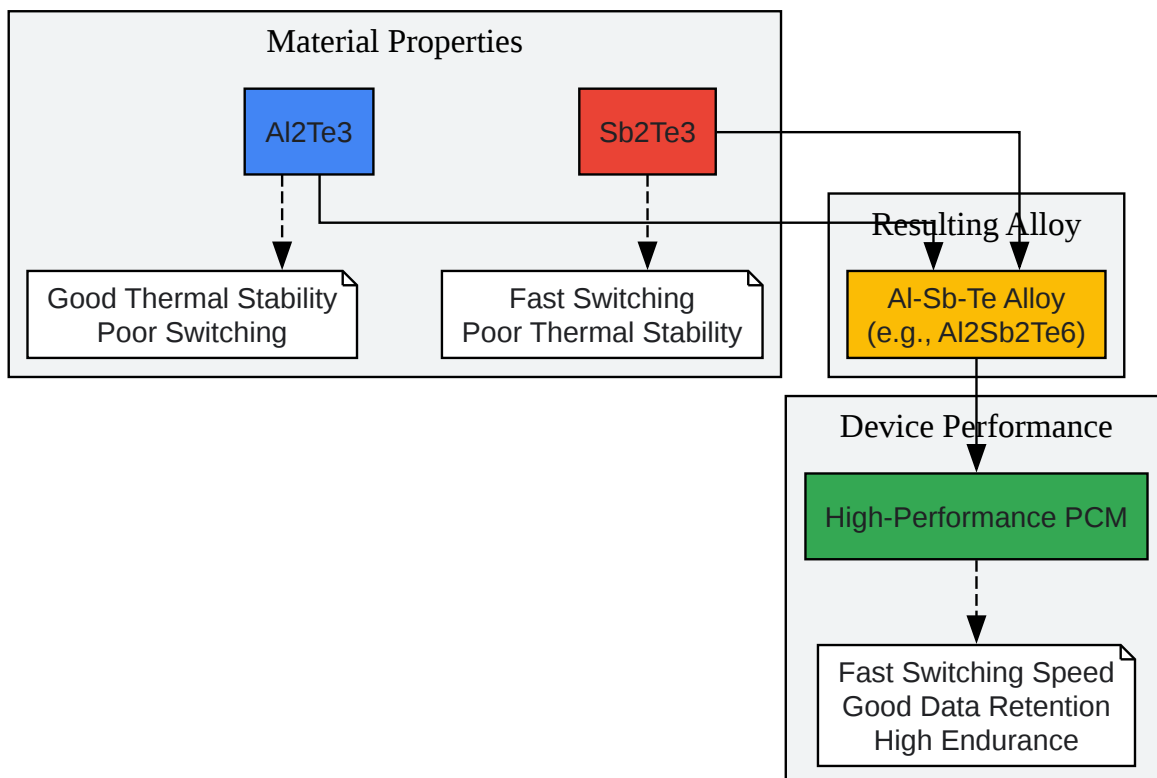 Material Properties
Al2Te3
Sb2Te3
Good Thermal Stability
Poor Switching
Fast Switching
Poor Thermal Stability
Resulting Alloy
Al-Sb-Te Alloy
(e.g., Al2Sb2Te6)
Device Performance
High-Performance PCM
Fast Switching Speed
Good Data Retention
High Endurance